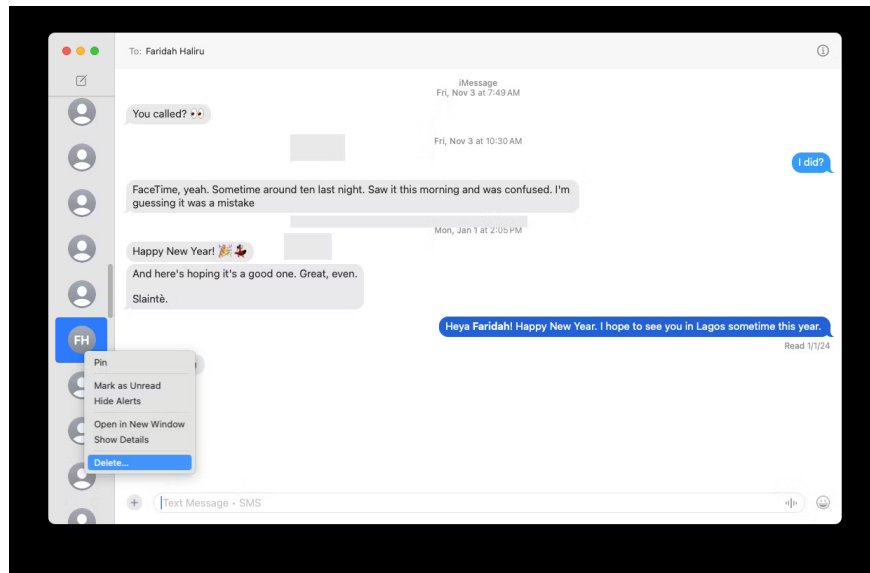 To: Faridah Haliru
iMessage
Fri, Nov 3 at 7:49 AM
You called? 👀
Fri, Nov 3 at 10:30 AM
I did?
FaceTime, yeah. Sometime around ten last night. Saw it this morning and was confused. I'm
guessing it was a mistake
Mon, Jan 1 at 2:05 PM
Happy New Year! 🎉💃
And here's hoping it's a good one. Great, even.
Slaintè.
Heya Faridah! Happy New Year. I hope to see you in Lagos sometime this year.
Read 1/1/24
FH
Pin
Mark as Unread
Hide Alerts
Open in New Window
Show Details
Delete...
Text Message • SMS